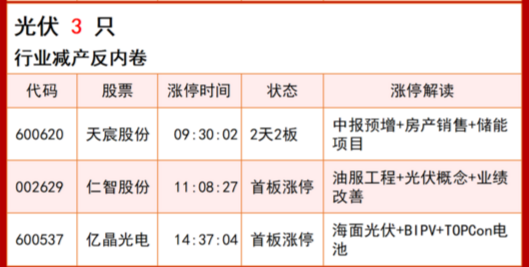 光伏 3 只
行业减产反内卷
代码 股票 涨停时间 状态 涨停解读
600620 天宸股份 09:30:02 2天2板 中报预增+房产销售+储能
项目
002629 仁智股份 11:08:27 首板涨停 油服工程+光伏概念+业绩
改善
600537 亿晶光电 14:37:04 首板涨停 海面光伏+BIPV+TOPCon电
池